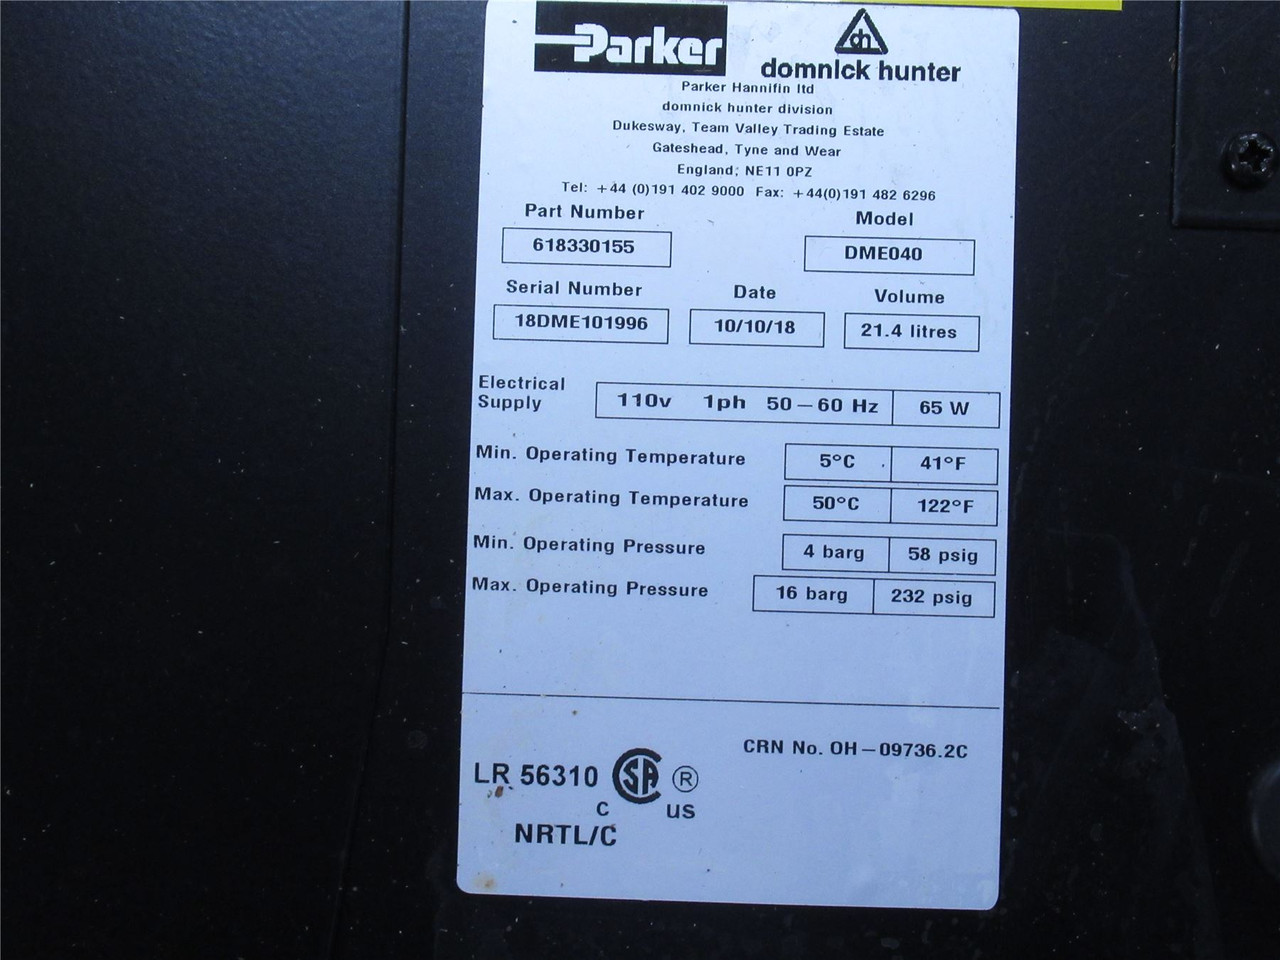 Parker
dh
domnick hunter
Parker Hannifin ltd
domnick hunter division
Dukesway, Team Valley Trading Estate
Gateshead, Tyne and Wear
England, NE11 0PZ
Tel: +44 (0)191 402 9000 Fax: +44(0)191 482 6296
Part Number Model
618330155 DME040
Serial Number Date Volume
18DME101996 10/10/18 21.4 litres
Electrical
Supply 110v 1ph 50-60 Hz 65 W
Min. Operating Temperature 5°C 41°F
Max. Operating Temperature 50°C 122°F
Min. Operating Pressure 4 barg 58 psig
Max. Operating Pressure 16 barg 232 psig
CRN No. OH-09736.2C
LR 56310 SA ®
C US
NRTL/C